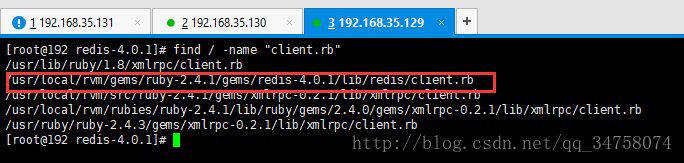 1 192.168.35.131 × 2 192.168.35.130 × 3 192.168.35.129 × +
[root@192 redis-4.0.1]# find / -name "client.rb"
/usr/lib/ruby/1.8/xmlrpc/client.rb
/usr/local/rvm/gems/ruby-2.4.1/gems/redis-4.0.1/lib/redis/client.rb
/usr/local/rvm/src/ruby-2.4.1/gems/xmlrpc-0.2.1/lib/xmlrpc/client.rb
/usr/local/rvm/rubies/ruby-2.4.1/lib/ruby/gems/2.4.0/gems/xmlrpc-0.2.1/lib/xmlrpc/client.rb
/usr/ruby/ruby-2.4.3/gems/xmlrpc-0.2.1/lib/xmlrpc/client.rb
[root@192 redis-4.0.1]#
http://blog.csdn.net/qq_34758074